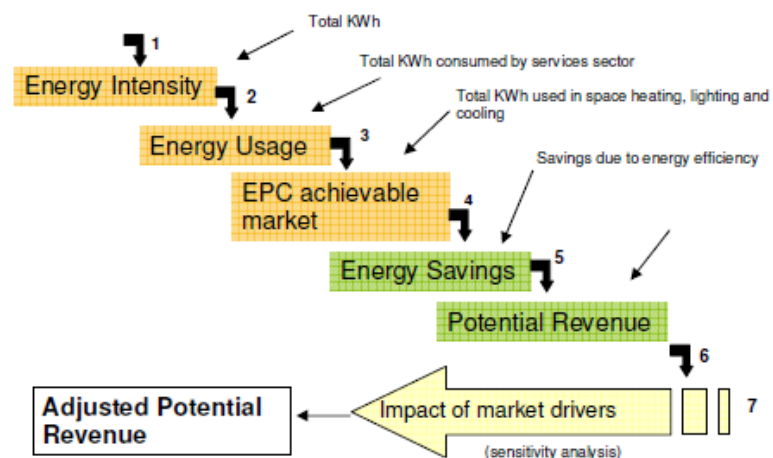 1
Total KWh
Energy Intensity
2
Total KWh consumed by services sector
Energy Usage
3
Total KWh used in space heating, lighting and
cooling
EPC achievable
market
4
Savings due to energy efficiency
Energy Savings
5
Potential Revenue
6
Adjusted Potential
Revenue
Impact of market drivers
7
(sensitivity analysis)